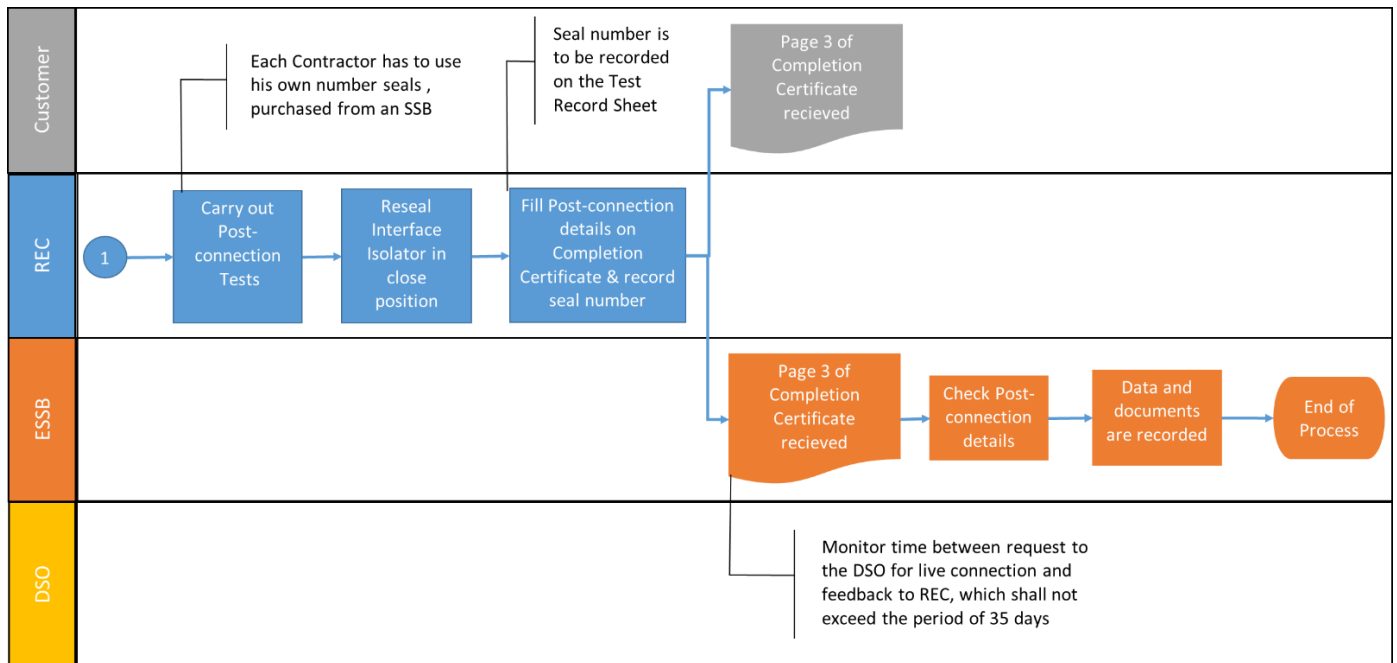 Customer
Each Contractor has to use
his own number seals ,
purchased from an SSB
Seal number is
to be recorded
on the Test
Record Sheet
Page 3 of
Completion
Certificate
recieved
REC
1
Carry out
Post-
connection
Tests
Reseal
Interface
Isolator in
close
position
Fill Post-connection
details on
Completion
Certificate & record
seal number
ESSB
Page 3 of
Completion
Certificate
recieved
Check Post-
connection
details
Data and
documents
are recorded
End of
Process
DSO
Monitor time between request to
the DSO for live connection and
feedback to REC, which shall not
exceed the period of 35 days